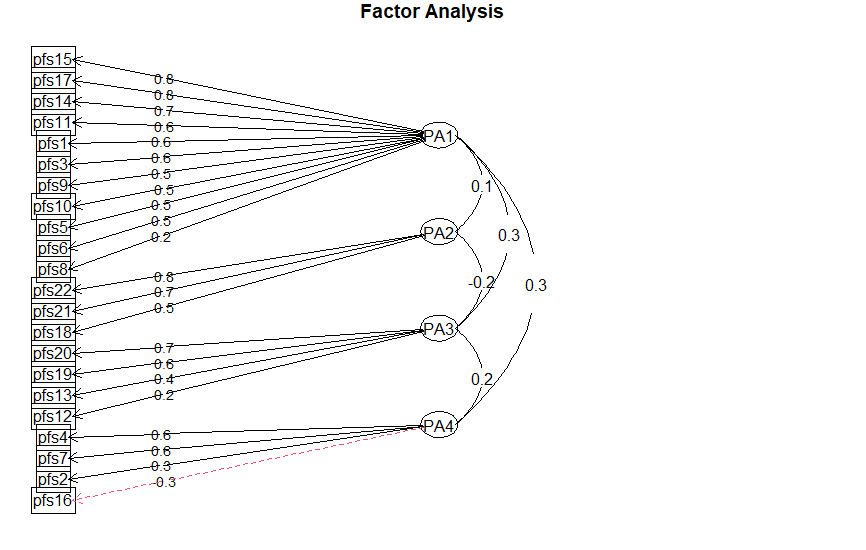 Factor Analysis
pfs15
pfs17
pfs14
pfs11
pfs1
pfs3
pfs9
pfs10
pfs5
pfs6
pfs8
pfs22
pfs21
pfs18
pfs20
pfs19
pfs13
pfs12
pfs4
pfs7
pfs2
pfs16
0.8
0.8
0.7
0.6
0.6
0.6
0.5
0.5
0.5
0.5
0.2
0.8
0.7
0.5
0.7
0.6
0.4
0.2
0.6
0.6
0.3
-0.3
PA1
PA2
PA3
PA4
0.1
0.3
-0.2
0.3
0.2